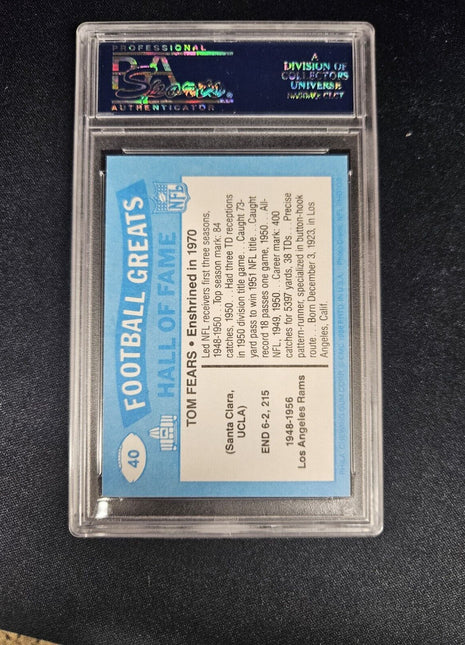 PROFESSIONAL
PSA
Sports
AUTHENTICATOR
A
DIVISION OF
COLLECTORS
UNIVERSE
NASDAQ: CLCT
40
FOOTBALL GREATS
HALL OF FAME
NFL
TOM FEARS • Enshrined in 1970
(Santa Clara,
UCLA)
END 6-2, 215
1948-1956
Los Angeles Rams
Led NFL receivers first three seasons,
1948-1950 . . . Top season mark: 84
catches, 1950 . . . Had three TD receptions
in 1950 division title game . . . Caught 73-
yard pass to win 1951 NFL title . . . Caught
record 18 passes one game, 1950 . . . All-
NFL, 1949, 1950 . . . Career mark: 400
catches for 5397 yards, 38 TDs . . . Precise
pattern-runner, specialized in button-hook
route . . . Born December 3, 1923, in Los
Angeles, Calif.